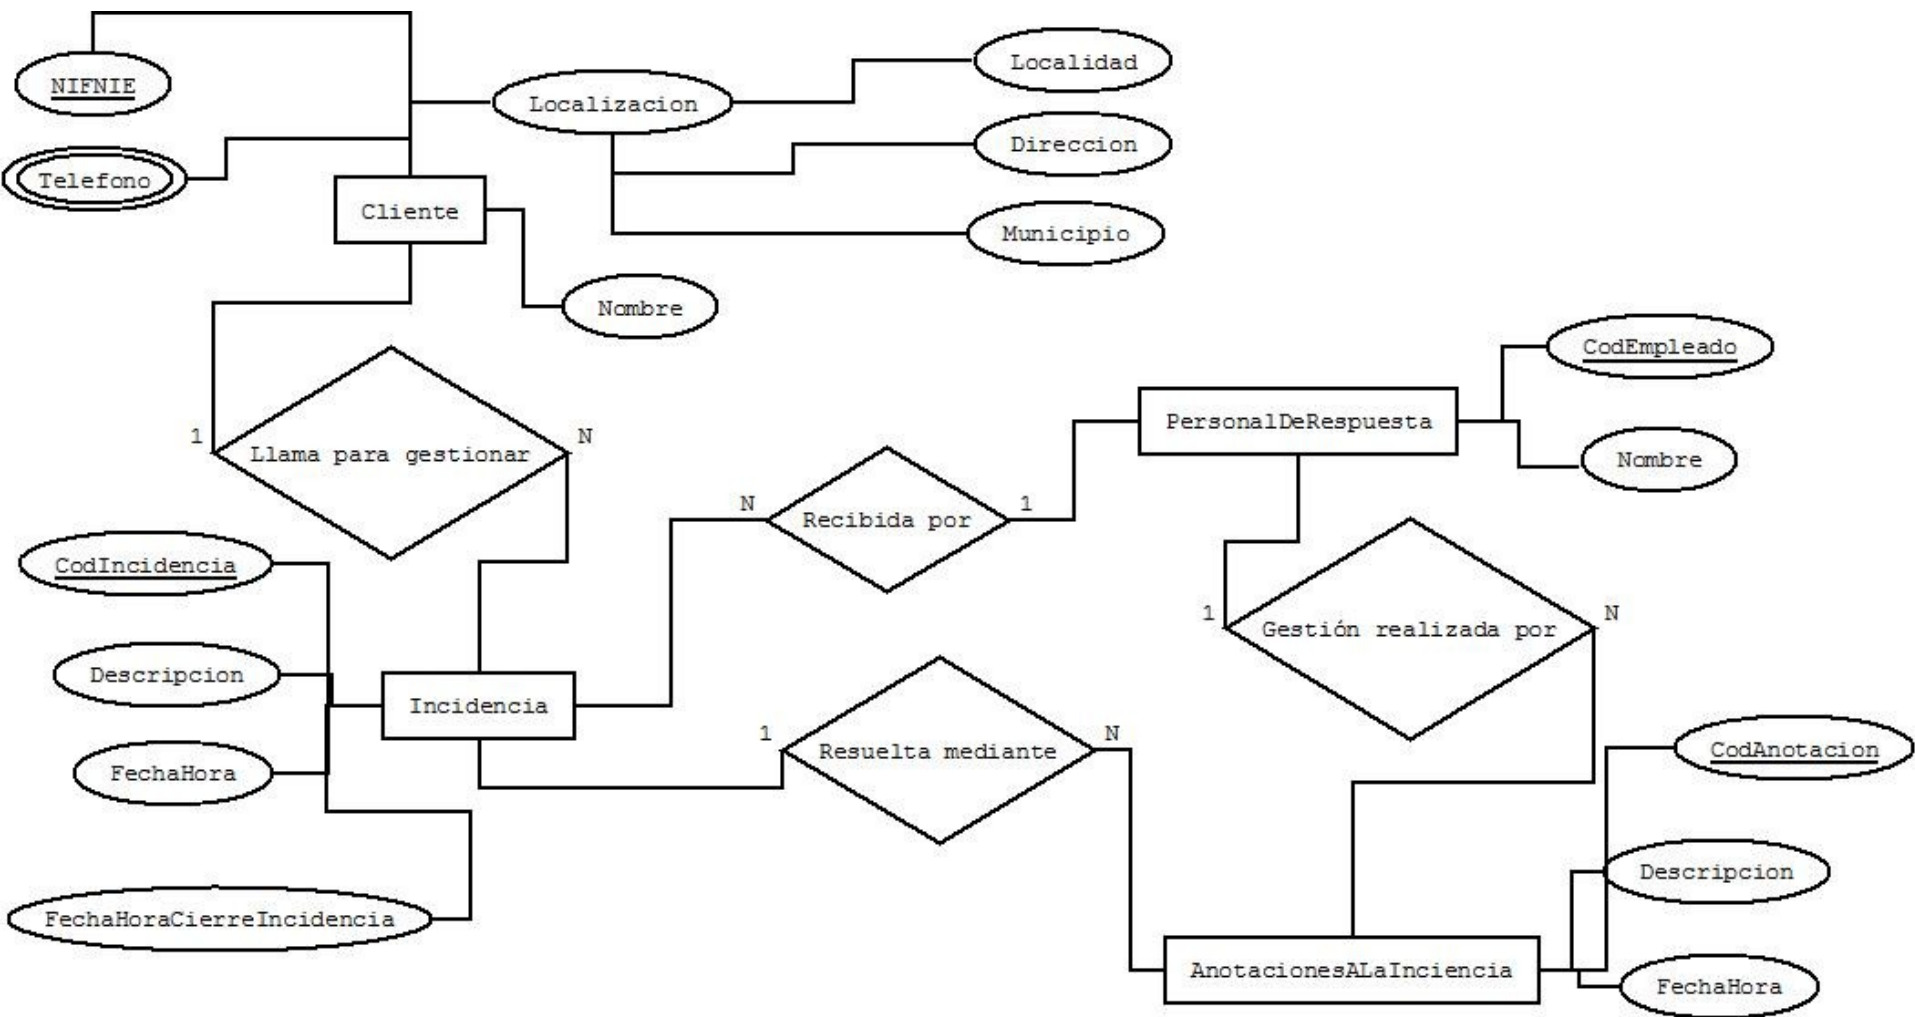 NIFNIE
Localizacion
Localidad
Direccion
Telefono
Cliente
Municipio
Nombre
CodEmpleado
PersonalDeRespuesta
Nombre
1
N
Llama para gestionar
N
1
Recibida por
CodIncidencia
1
N
Gestión realizada por
Descripcion
Incidencia
1
N
Resuelta mediante
CodAnotacion
FechaHora
Descripcion
FechaHoraCierreIncidencia
AnotacionesALaInciencia
FechaHora